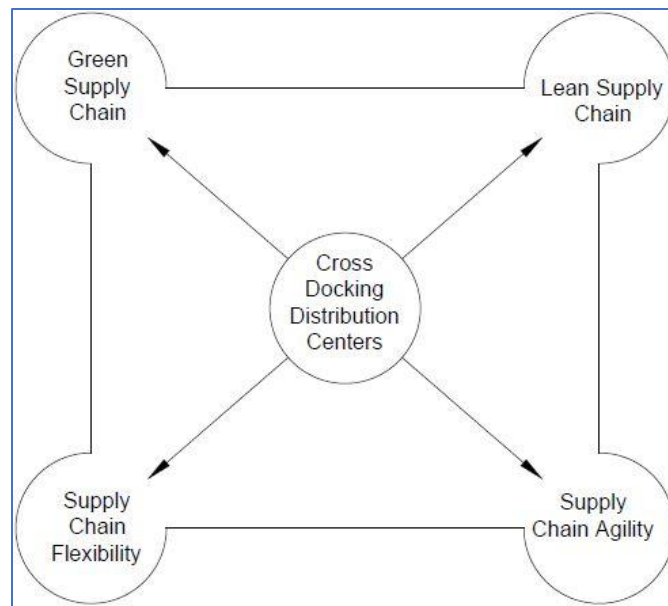 Green
Supply
Chain
Lean Supply
Chain
Cross
Docking
Distribution
Centers
Supply
Chain
Flexibility
Supply
Chain Agility